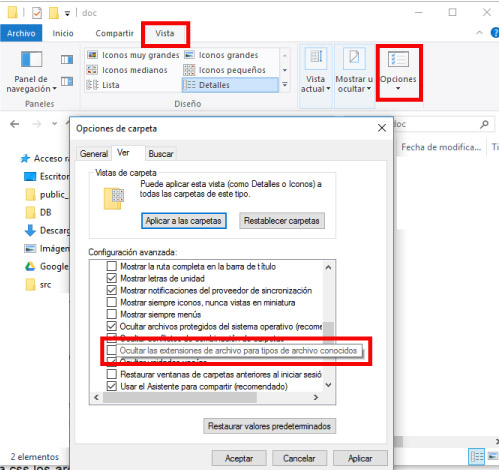 doc
Archivo Inicio Compartir Vista
Panel de navegación
Paneles
Iconos muy grandes Iconos grandes
Iconos medianos Iconos pequeños
Lista Detalles
Diseño
Vista actual
Mostrar u ocultar
Opciones
doc
Fecha de modifica...
Acceso rá
Escritor
public_
DB
Descarg
Imágen
Google
src
Opciones de carpeta
General Ver Buscar
Vistas de carpeta
Puede aplicar esta vista (como Detalles o Iconos) a
todas las carpetas de este tipo.
Aplicar a las carpetas Restablecer carpetas
Configuración avanzada:
Mostrar la ruta completa en la barra de título
Mostrar letras de unidad
Mostrar notificaciones del proveedor de sincronización
Mostrar siempre iconos, nunca vistas en miniatura
Mostrar siempre menús
Ocultar archivos protegidos del sistema operativo (recome
Ocultar conflictos de combinación de carpetas
Ocultar las extensiones de archivo para tipos de archivo conocidos
Ocultar unidades vacías
Restaurar ventanas de carpetas anteriores al iniciar sesió
Usar el Asistente para compartir (recomendado)
Restaurar valores predeterminados
Aceptar Cancelar Aplicar
2 elementos